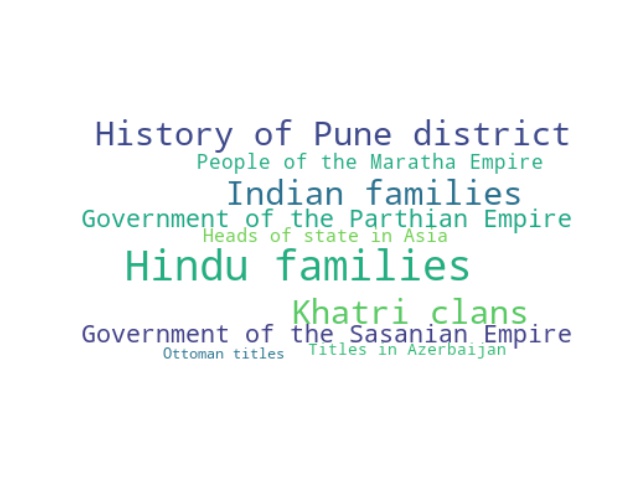 History of Pune district
People of the Maratha Empire
Indian families
Government of the Parthian Empire
Heads of state in Asia
Hindu families
Khatri clans
Government of the Sasanian Empire
Ottoman titles
Titles in Azerbaijan